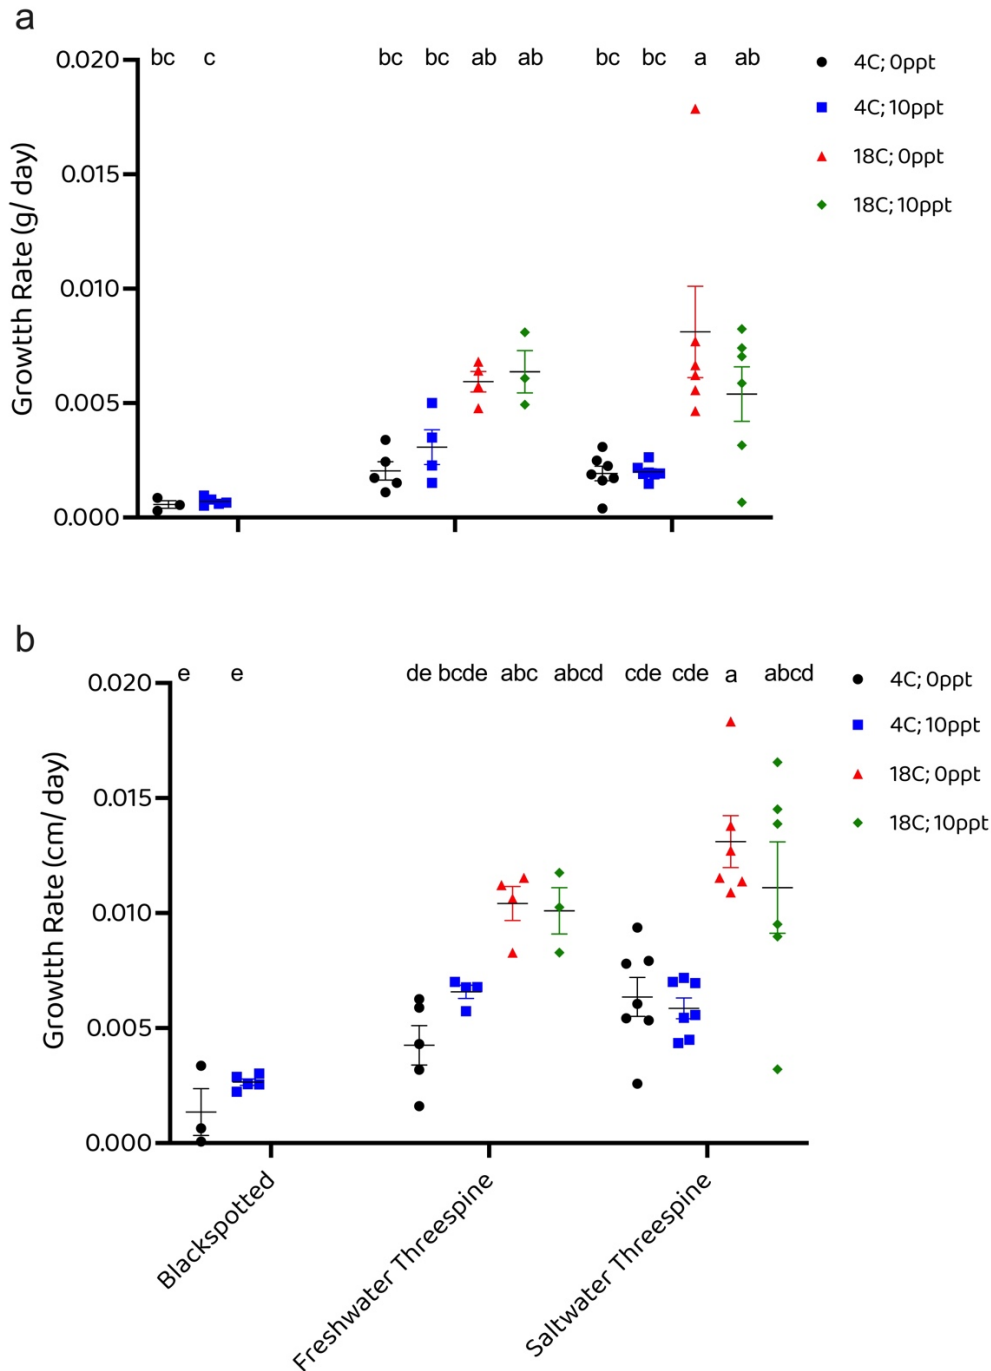 a
bc c bc bc ab ab bc bc a ab
0.020
0.015
0.010
0.005
0.000
Growtth Rate (g/ day)
4C; 0ppt
4C; 10ppt
18C; 0ppt
18C; 10ppt
b
e e de bcde abc abcd cde cde a abcd
0.020
0.015
0.010
0.005
0.000
Growtth Rate (cm/ day)
4C; 0ppt
4C; 10ppt
18C; 0ppt
18C; 10ppt
Blackspotted
Freshwater Threespine
Saltwater Threespine